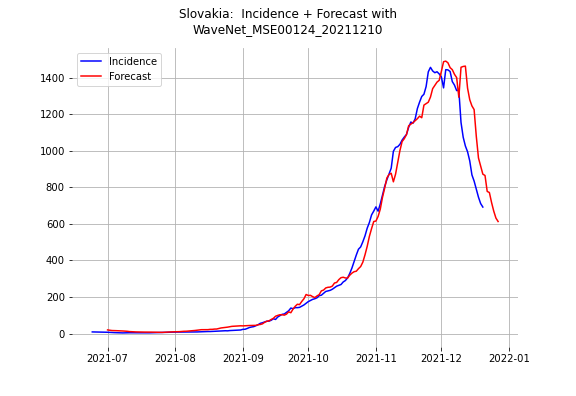 Slovakia:  Incidence + Forecast with
WaveNet_MSE00124_20211210
Incidence
Forecast
1400
1200
1000
800
600
400
200
0
2021-07 2021-08 2021-09 2021-10 2021-11 2021-12 2022-01